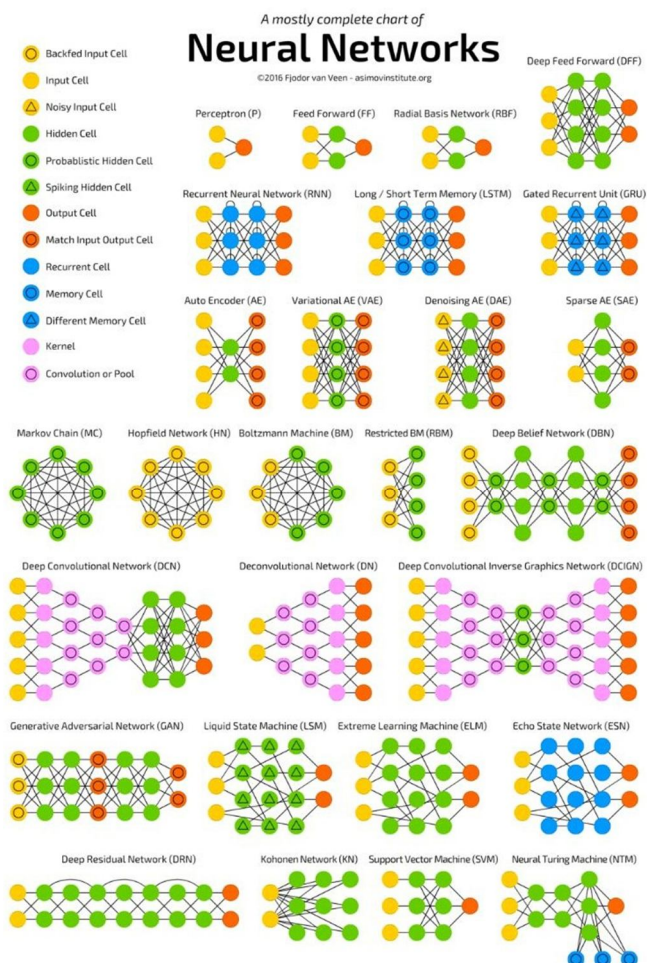 A mostly complete chart of
Neural Networks
©2016 Fjodor van Veen - asimovinstitute.org
Backfed Input Cell
Input Cell
Noisy Input Cell
Hidden Cell
Probablistic Hidden Cell
Spiking Hidden Cell
Output Cell
Match Input Output Cell
Recurrent Cell
Memory Cell
Different Memory Cell
Kernel
Convolution or Pool
Perceptron (P)
Feed Forward (FF)
Radial Basis Network (RBF)
Deep Feed Forward (DFF)
Recurrent Neural Network (RNN)
Long / Short Term Memory (LSTM)
Gated Recurrent Unit (GRU)
Auto Encoder (AE)
Variational AE (VAE)
Denoising AE (DAE)
Sparse AE (SAE)
Markov Chain (MC)
Hopfield Network (HN)
Boltzmann Machine (BM)
Restricted BM (RBM)
Deep Belief Network (DBN)
Deep Convolutional Network (DCN)
Deconvolutional Network (DN)
Deep Convolutional Inverse Graphics Network (DCIGN)
Generative Adversarial Network (GAN)
Liquid State Machine (LSM)
Extreme Learning Machine (ELM)
Echo State Network (ESN)
Deep Residual Network (DRN)
Kohonen Network (KN)
Support Vector Machine (SVM)
Neural Turing Machine (NTM)